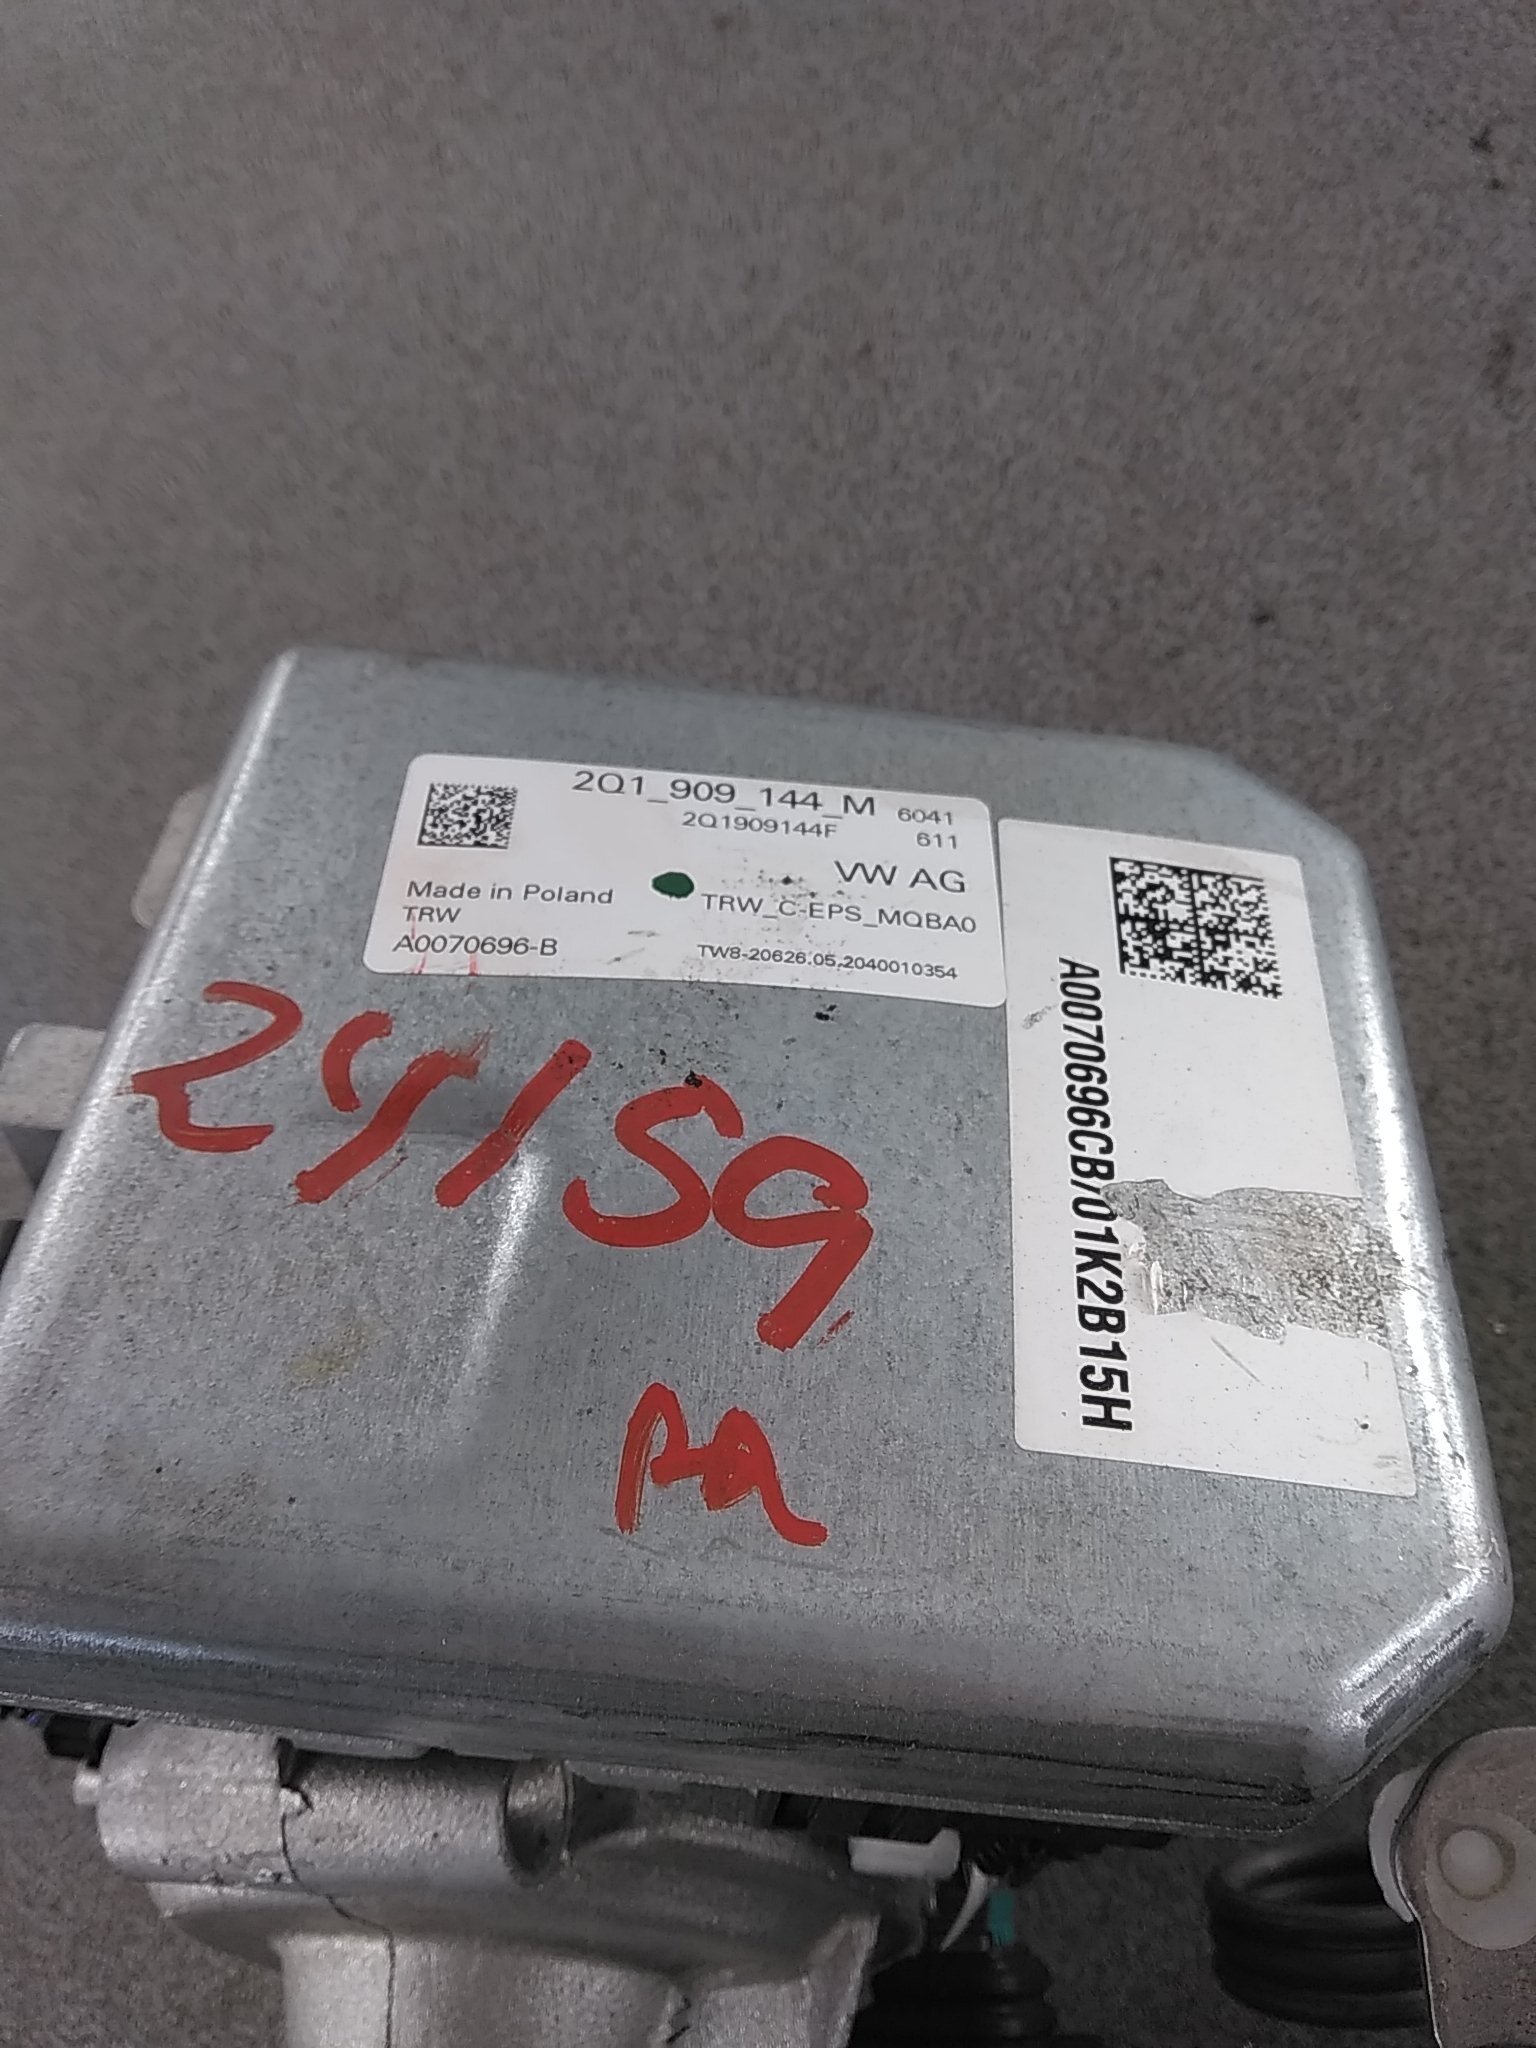 2Q1_909_144_M 6041
2Q1909144F 611
VW AG
Made in Poland
TRW_C-EPS_MQBA0
TRW
A0070696-B
TW8-20626.05.2040010354
A0070696CB/01K2B15H
24159